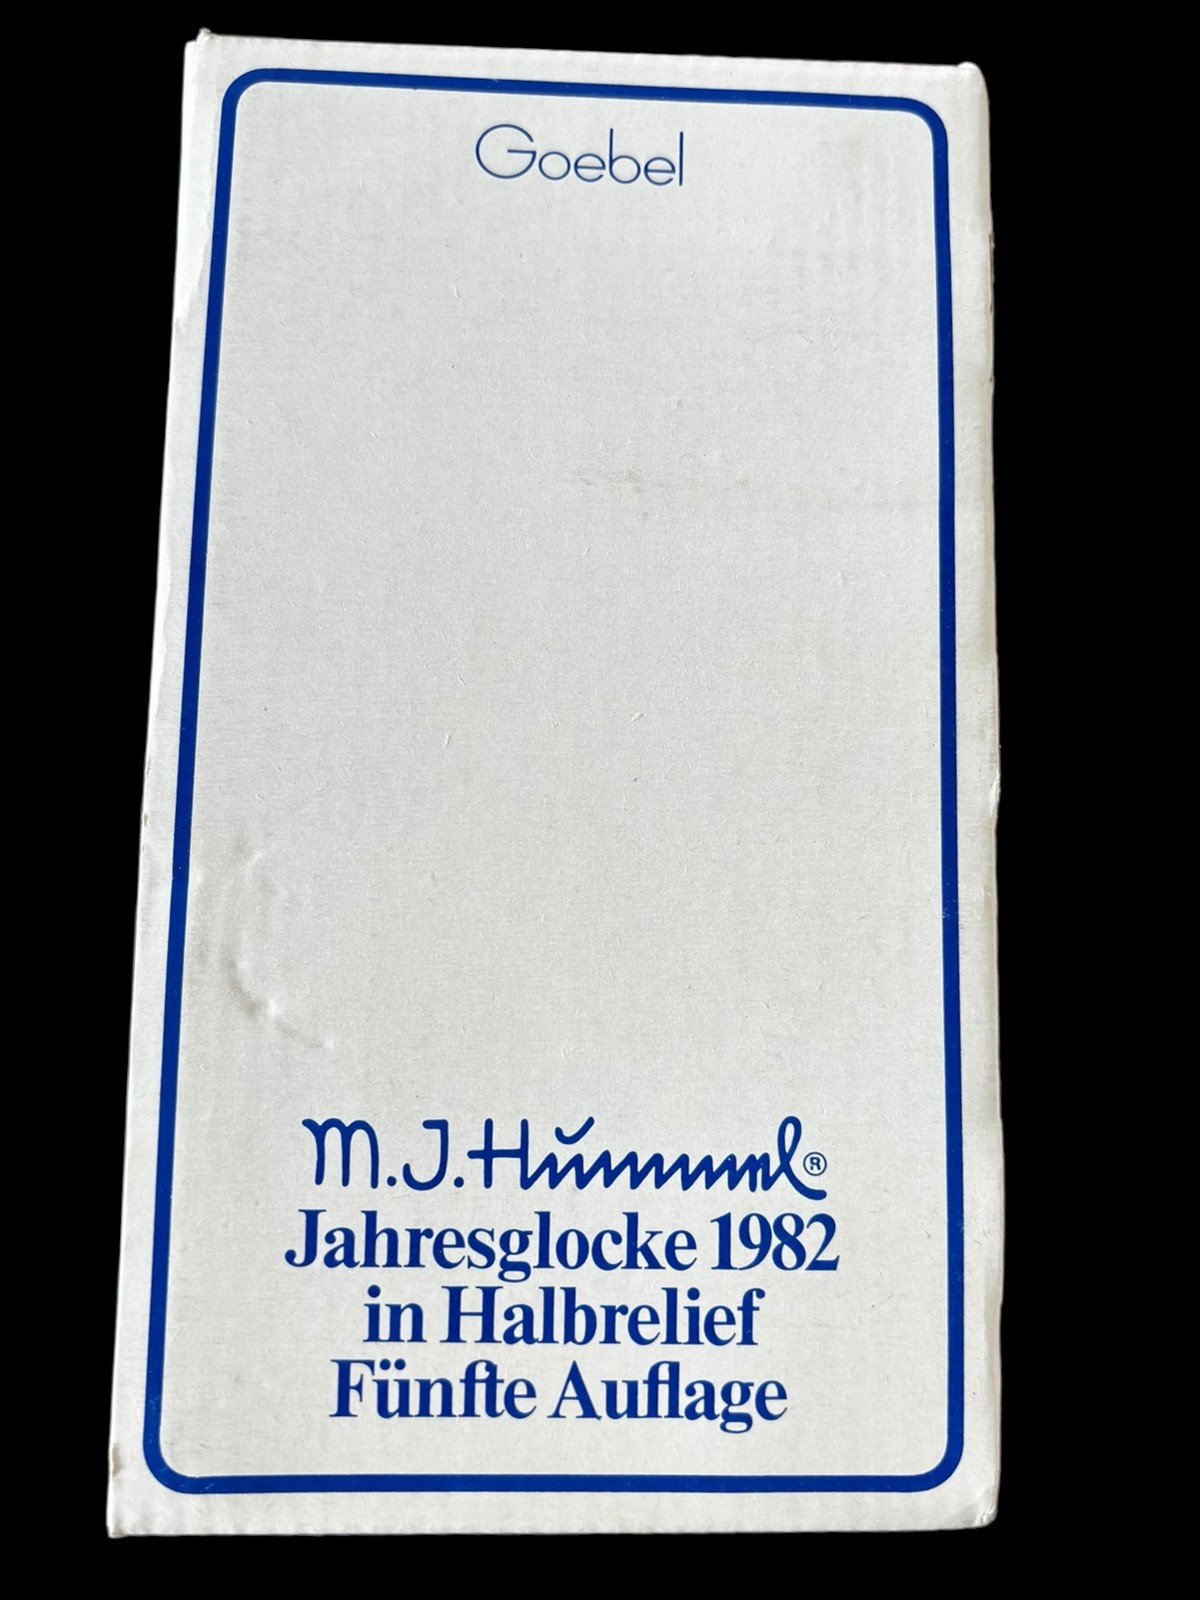 Goebel
M.J.Hummel®
Jahresglocke 1982
in Halbrelief
Fünfte Auflage